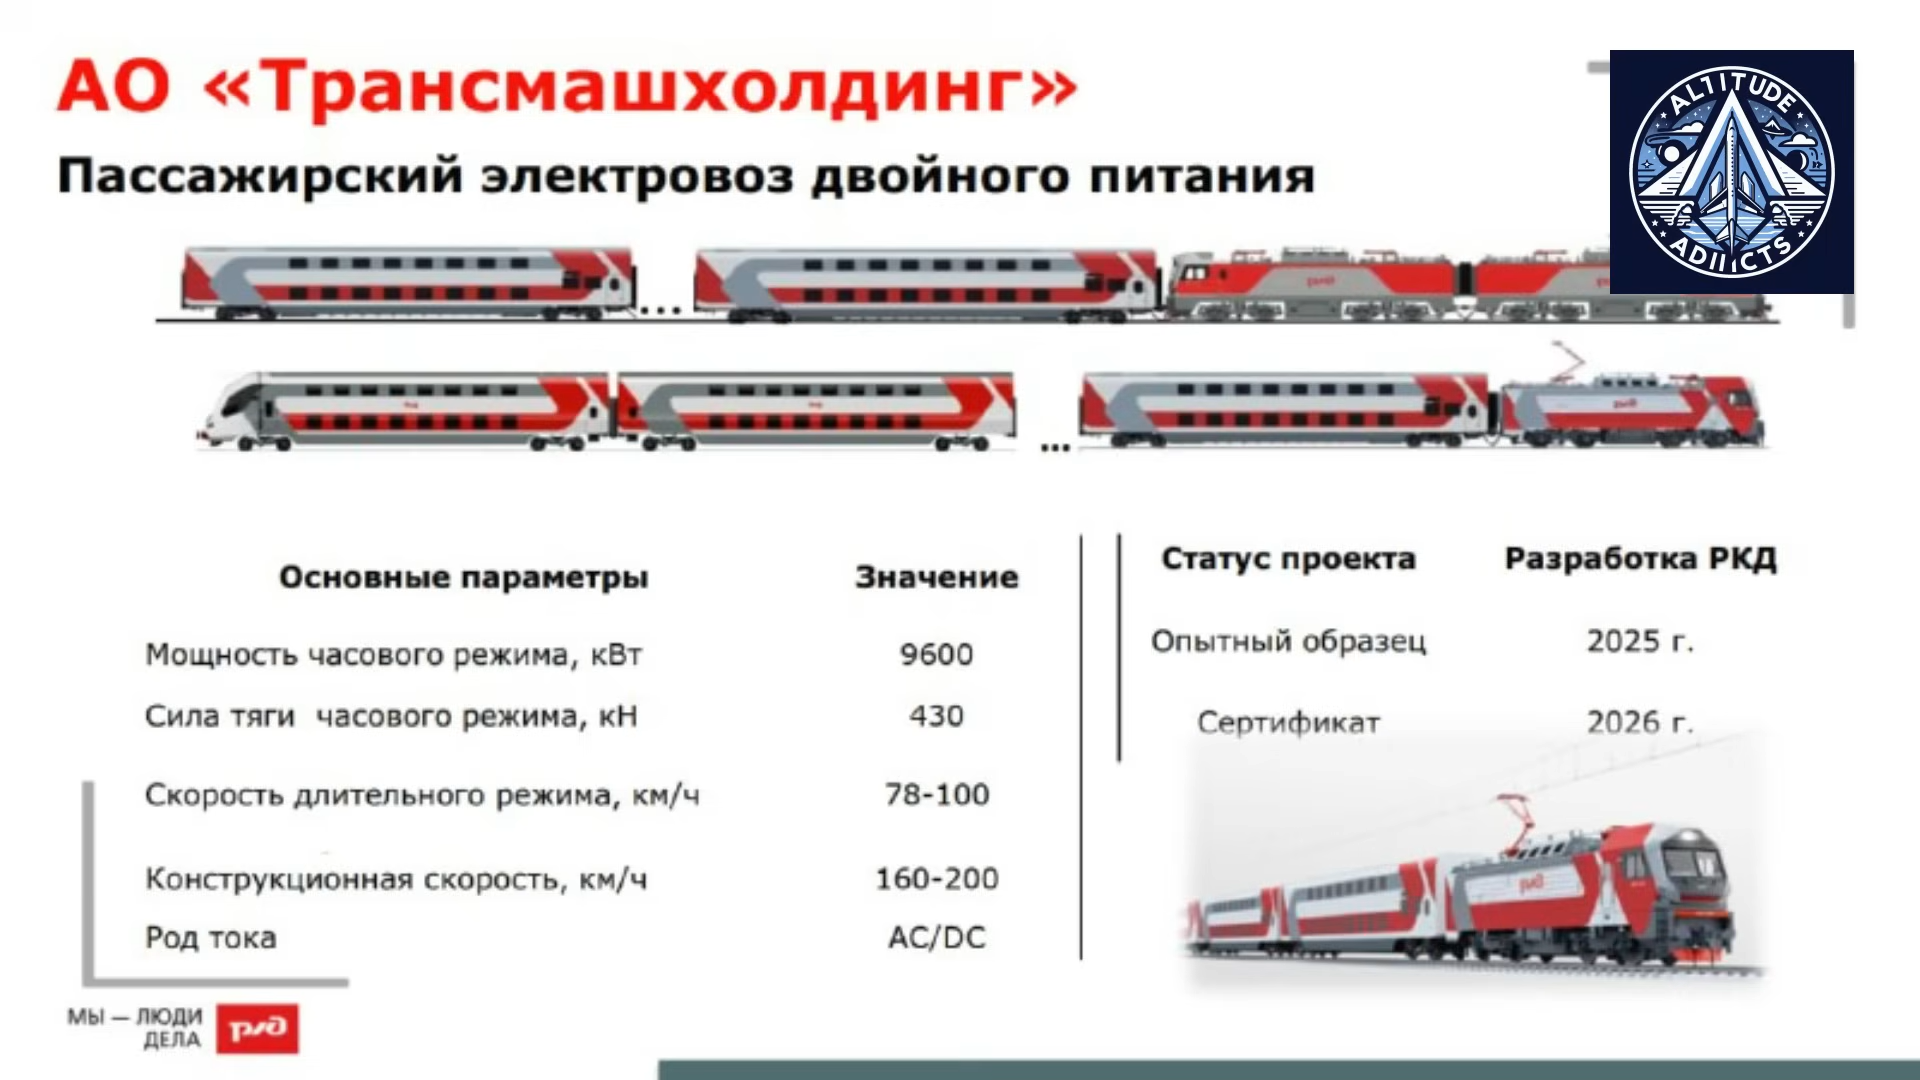 АО «Трансмашхолдинг»
Пассажирский электровоз двойного питания
ALTITUDE
ADIIICTS
...
...
Основные параметры Значение
Мощность часового режима, кВт 9600
Сила тяги часового режима, кН 430
Скорость длительного режима, км/ч 78-100
Конструкционная скорость, км/ч 160-200
Род тока AC/DC
Статус проекта Разработка РКД
Опытный образец 2025 г.
Сертификат 2026 г.
ржд
МЫ — ЛЮДИ
ДЕЛА
ржд